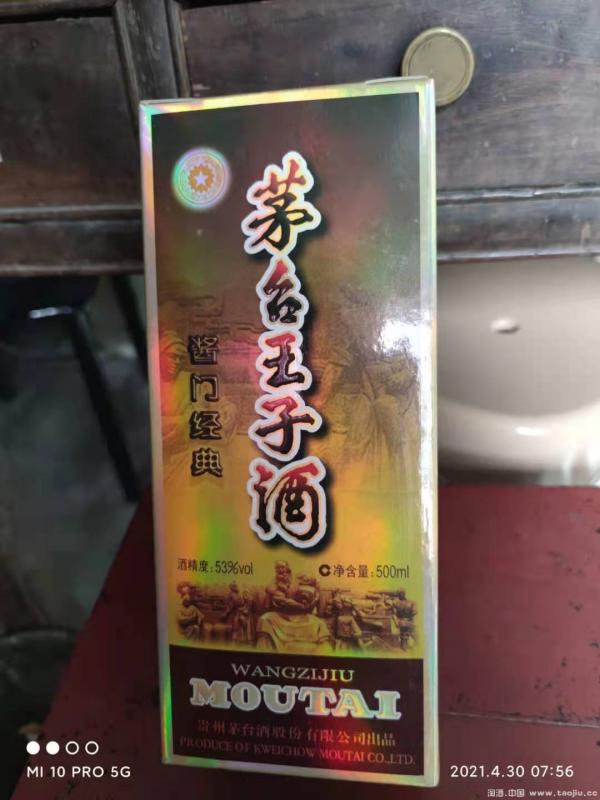 茅台王子酒
酱门经典
酒精度:53%vol
净含量:500ml
WANGZIJIU
MOUTAI
贵州茅台酒股份有限公司出品
PRODUCE OF KWEICHOW MOUTAI CO.,LTD.
MI 10 PRO 5G
2021.4.30 07:56
淘酒.中国 www.taojiu.cc